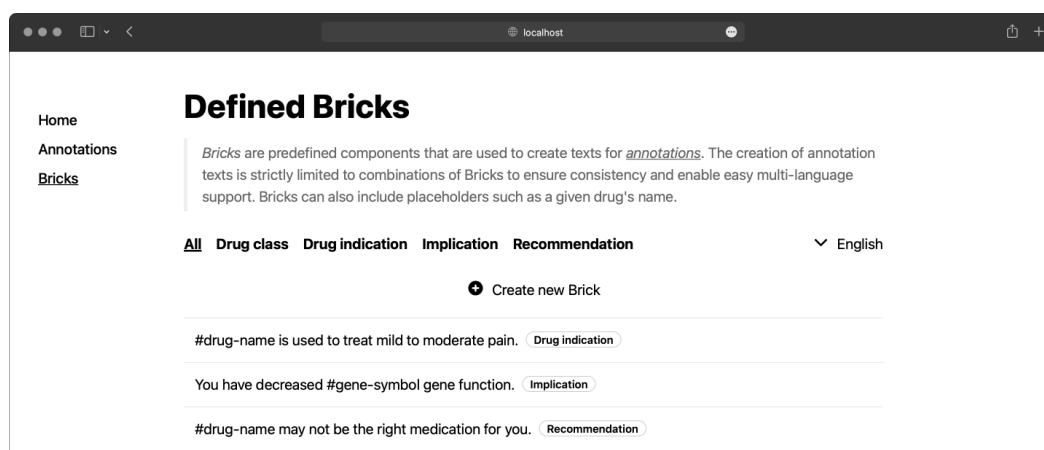 localhost
Home
Annotations
Bricks
Defined Bricks
Bricks are predefined components that are used to create texts for annotations. The creation of annotation
texts is strictly limited to combinations of Bricks to ensure consistency and enable easy multi-language
support. Bricks can also include placeholders such as a given drug's name.
All Drug class Drug indication Implication Recommendation English
Create new Brick
#drug-name is used to treat mild to moderate pain. Drug indication
You have decreased #gene-symbol gene function. Implication
#drug-name may not be the right medication for you. Recommendation